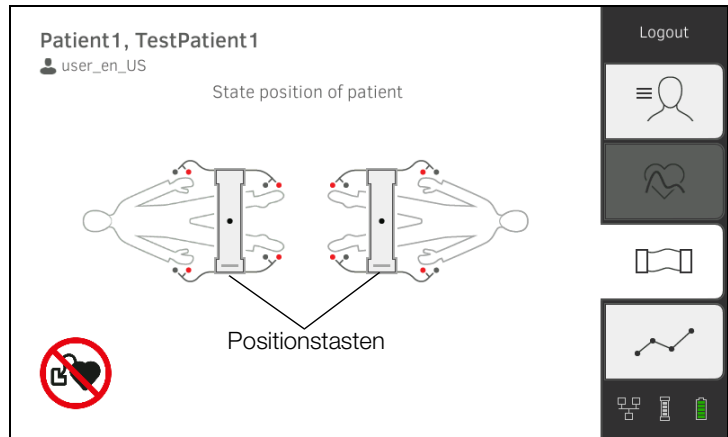 Patient1, TestPatient1
user_en_US
State position of patient
Positionstasten
Logout